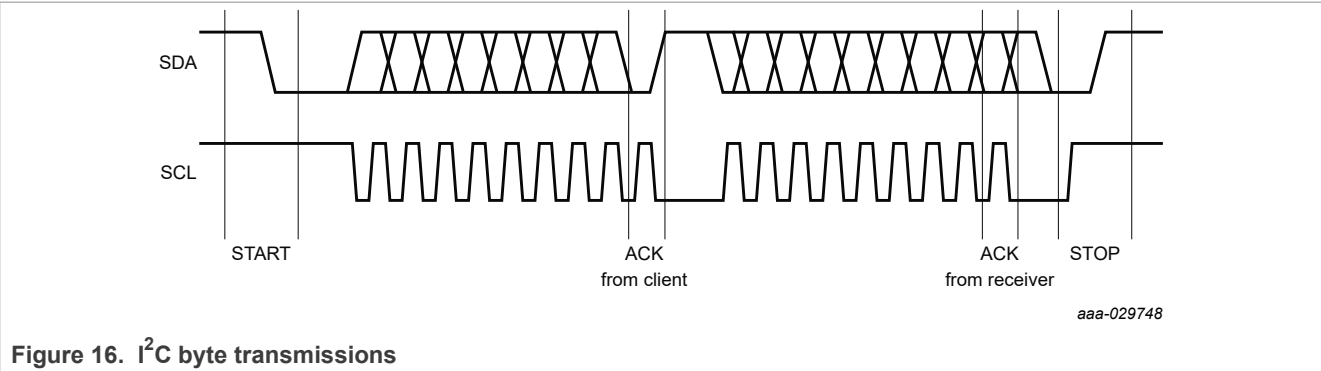 SDA
SCL
START
ACK
from client
ACK
from receiver
STOP
aaa-029748
Figure 16. I²C byte transmissions